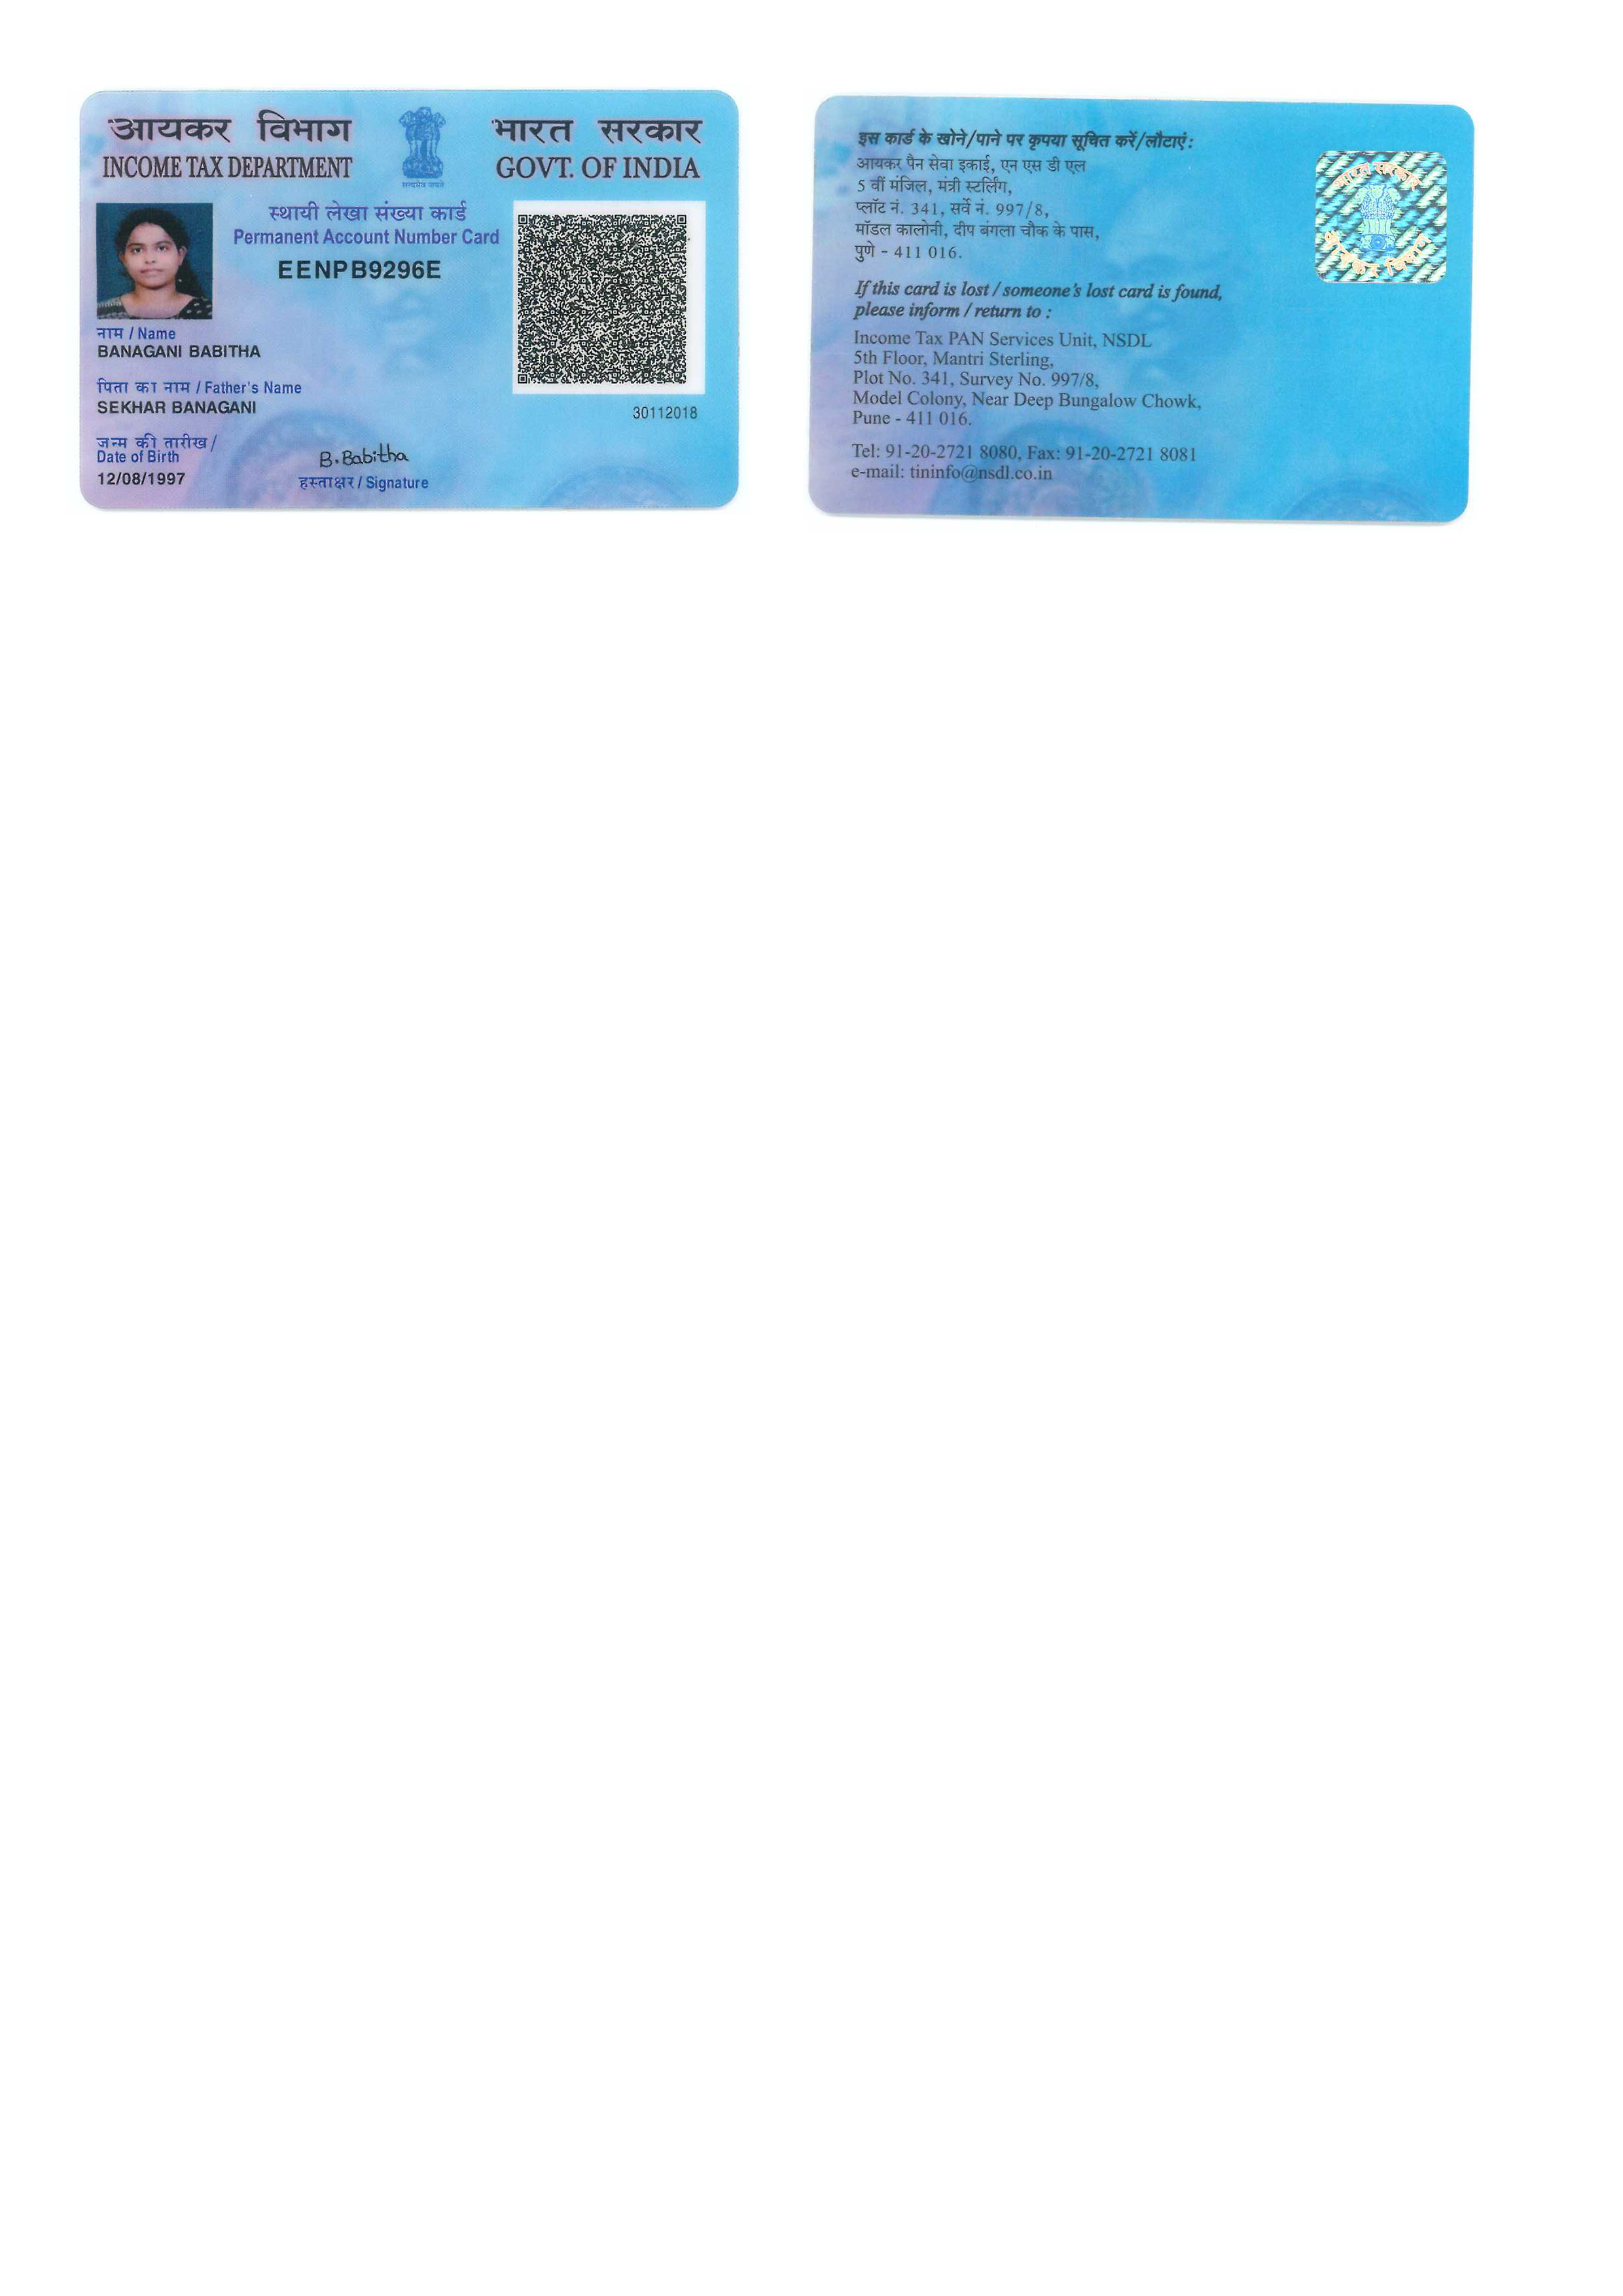 आयकर विभाग
INCOME TAX DEPARTMENT
सत्यमेव जयते
भारत सरकार
GOVT. OF INDIA
स्थायी लेखा संख्या कार्ड
Permanent Account Number Card
EENPB9296E
नाम / Name
BANAGANI BABITHA
पिता का नाम / Father's Name
SEKHAR BANAGANI
जन्म की तारीख /
Date of Birth
12/08/1997
B.Babitha
हस्ताक्षर / Signature
30112018
इस कार्ड के खोने/पाने पर कृपया सूचित करें/लौटाएं :
आयकर पैन सेवा इकाई, एन एस डी एल
5 वीं मंजिल, मंत्री स्टर्लिंग,
प्लॉट नं. 341, सर्वे नं. 997/8,
मॉडल कालोनी, दीप बंगला चौक के पास,
पुणे - 411 016.
If this card is lost / someone's lost card is found,
please inform / return to :
Income Tax PAN Services Unit, NSDL
5th Floor, Mantri Sterling,
Plot No. 341, Survey No. 997/8,
Model Colony, Near Deep Bungalow Chowk,
Pune - 411 016.
Tel: 91-20-2721 8080, Fax: 91-20-2721 8081
e-mail: tininfo@nsdl.co.in
भारत सरकार
आयकर विभाग